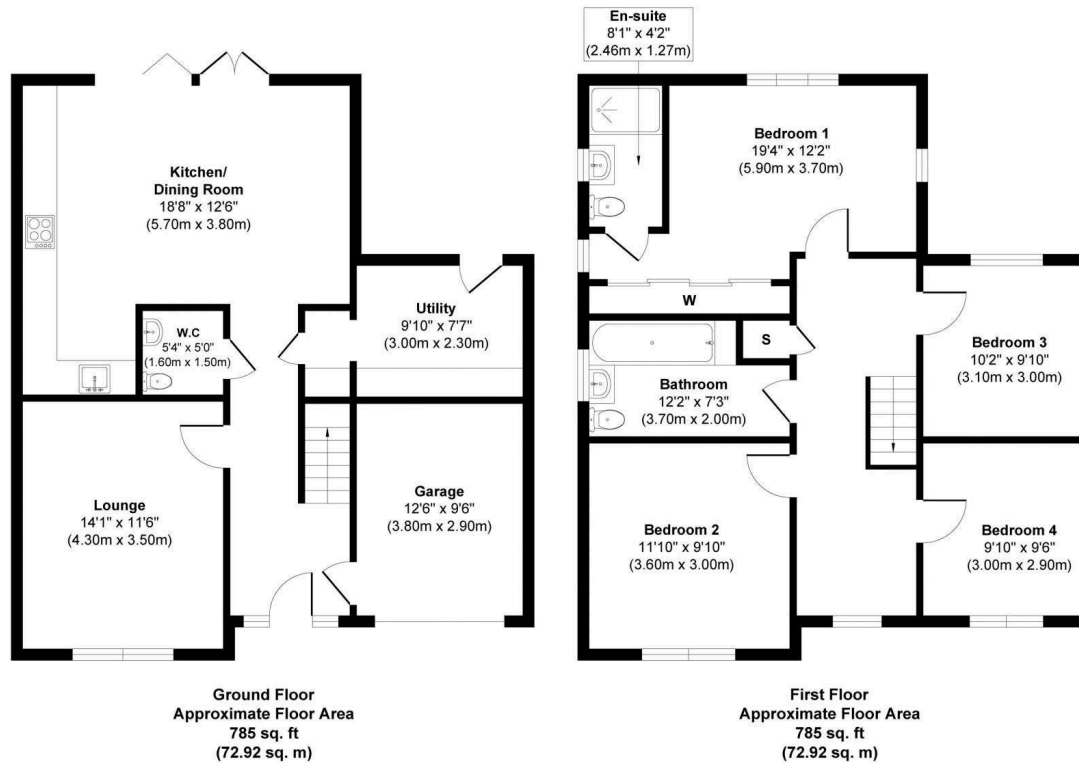 En-suite
8'1" x 4'2"
(2.46m x 1.27m)
Kitchen/
Dining Room
18'8" x 12'6"
(5.70m x 3.80m)
Bedroom 1
19'4" x 12'2"
(5.90m x 3.70m)
W.C
5'4" x 5'0"
(1.60m x 1.50m)
Utility
9'10" x 7'7"
(3.00m x 2.30m)
W
S
Bathroom
12'2" x 7'3"
(3.70m x 2.00m)
Bedroom 3
10'2" x 9'10"
(3.10m x 3.00m)
Lounge
14'1" x 11'6"
(4.30m x 3.50m)
Garage
12'6" x 9'6"
(3.80m x 2.90m)
Bedroom 2
11'10" x 9'10"
(3.60m x 3.00m)
Bedroom 4
9'10" x 9'6"
(3.00m x 2.90m)
Ground Floor
Approximate Floor Area
785 sq. ft
(72.92 sq. m)
First Floor
Approximate Floor Area
785 sq. ft
(72.92 sq. m)